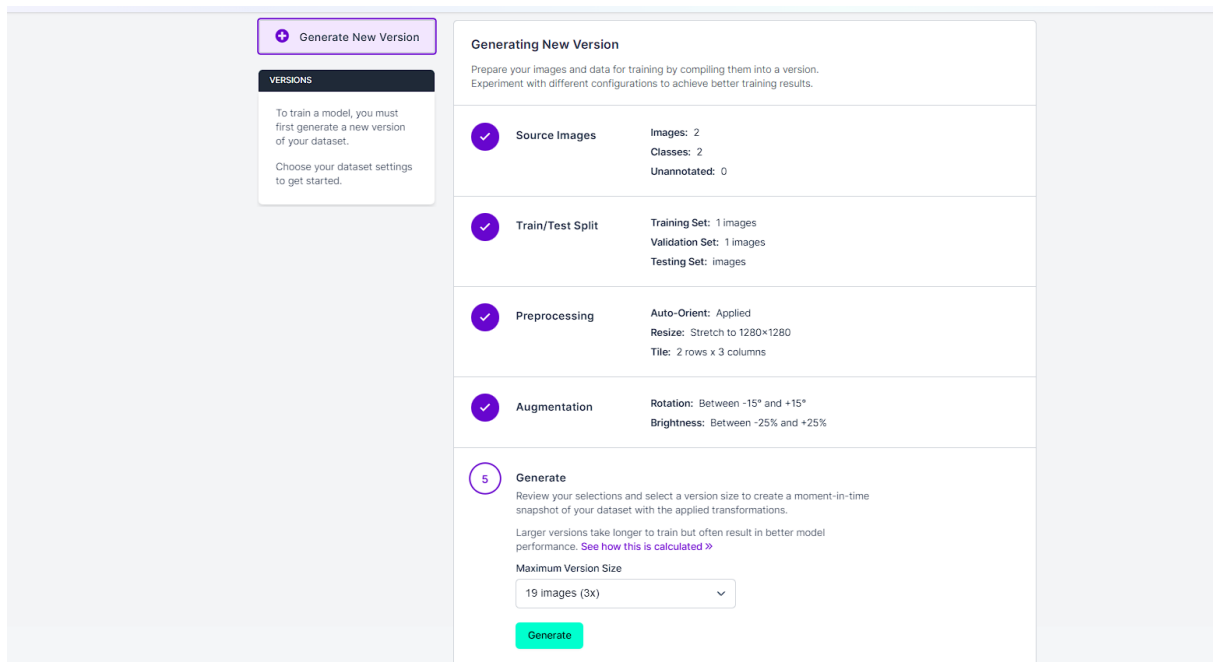 Generate New Version
VERSIONS
To train a model, you must
first generate a new version
of your dataset.
Choose your dataset settings
to get started.
Generating New Version
Prepare your images and data for training by compiling them into a version.
Experiment with different configurations to achieve better training results.
Source Images
Images: 2
Classes: 2
Unannotated: 0
Train/Test Split
Training Set: 1 images
Validation Set: 1 images
Testing Set: images
Preprocessing
Auto-Orient: Applied
Resize: Stretch to 1280×1280
Tile: 2 rows x 3 columns
Augmentation
Rotation: Between -15° and +15°
Brightness: Between -25% and +25%
5
Generate
Review your selections and select a version size to create a moment-in-time
snapshot of your dataset with the applied transformations.
Larger versions take longer to train but often result in better model
performance. See how this is calculated »
Maximum Version Size
19 images (3x)
Generate